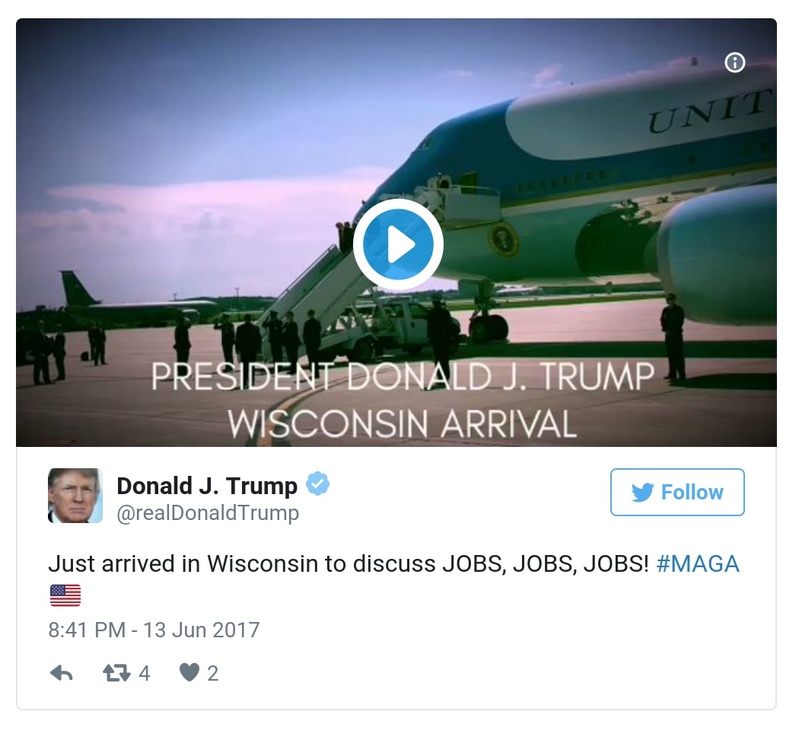 UNIT
PRESIDENT DONALD J. TRUMP
WISCONSIN ARRIVAL
Donald J. Trump
@realDonaldTrump
Follow
Just arrived in Wisconsin to discuss JOBS, JOBS, JOBS! #MAGA
🇺🇸
8:41 PM - 13 Jun 2017
4 2